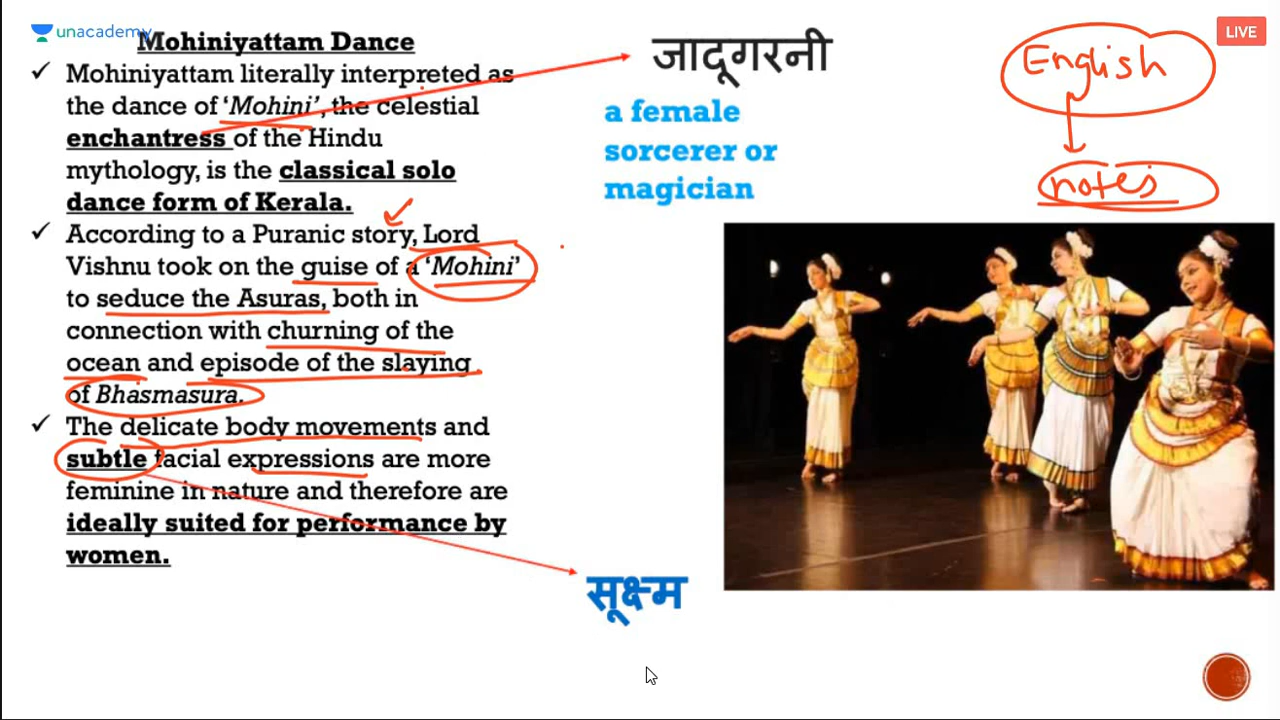 unacademy
LIVE
Mohiniyattam Dance
✓ Mohiniyattam literally interpreted as
the dance of ‘Mohini’, the celestial
enchantress of the Hindu
mythology, is the classical solo
dance form of Kerala.
✓ According to a Puranic story, Lord
Vishnu took on the guise of a ‘Mohini’
to seduce the Asuras, both in
connection with churning of the
ocean and episode of the slaying
of Bhasmasura.
✓ The delicate body movements and
subtle facial expressions are more
feminine in nature and therefore are
ideally suited for performance by
women.
जादूगरनी
a female
sorcerer or
magician
सूक्ष्म
English
notes